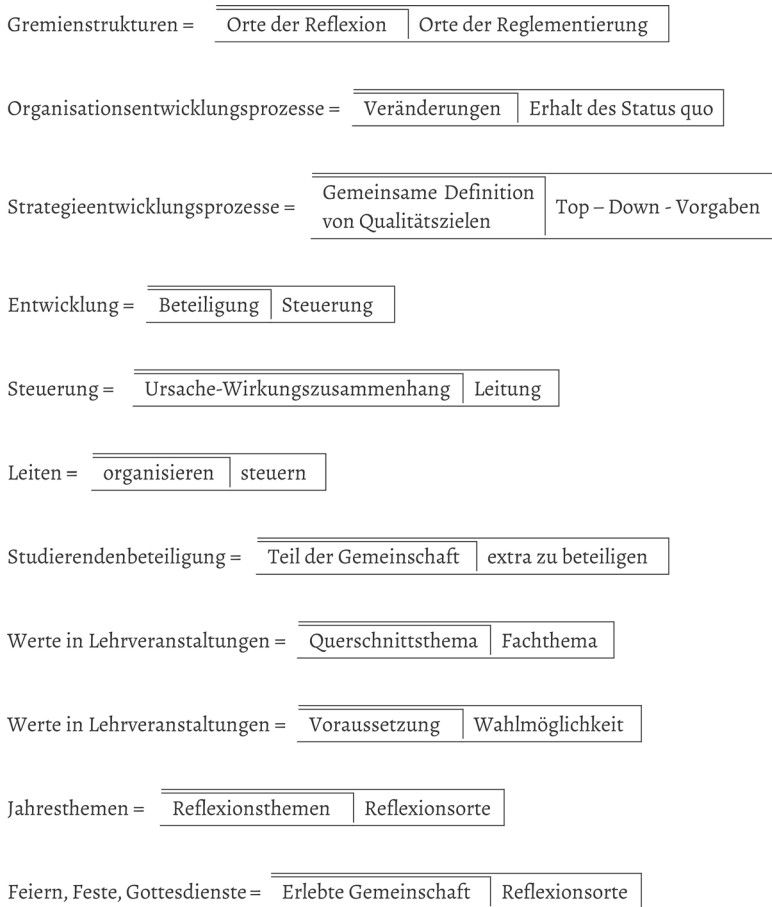 Gremienstrukturen = Orte der Reflexion Orte der Reglementierung
Organisationsentwicklungsprozesse = Veränderungen Erhalt des Status quo
Strategieentwicklungsprozesse = Gemeinsame Definition von Qualitätszielen Top – Down - Vorgaben
Entwicklung = Beteiligung Steuerung
Steuerung = Ursache-Wirkungszusammenhang Leitung
Leiten = organisieren steuern
Studierendenbeteiligung = Teil der Gemeinschaft extra zu beteiligen
Werte in Lehrveranstaltungen = Querschnittsthema Fachthema
Werte in Lehrveranstaltungen = Voraussetzung Wahlmöglichkeit
Jahresthemen = Reflexionsthemen Reflexionsorte
Feiern, Feste, Gottesdienste = Erlebte Gemeinschaft Reflexionsorte